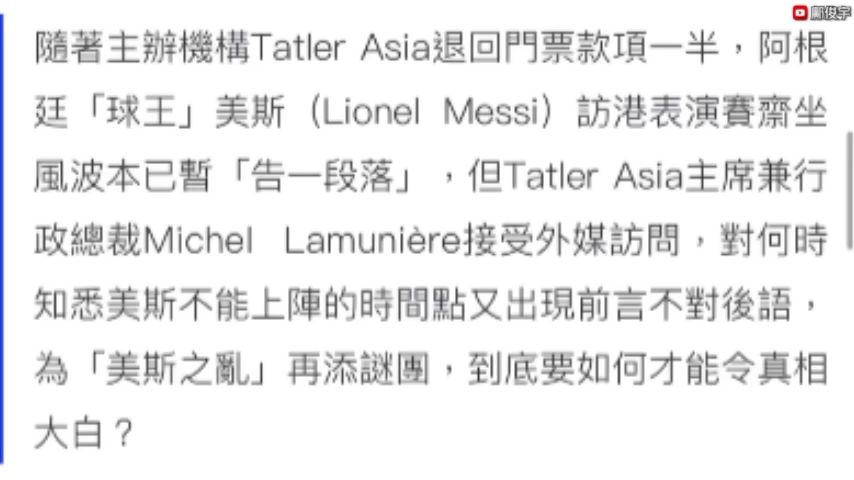 鄺俊宇
隨著主辦機構Tatler Asia退回門票款項一半，阿根
廷「球王」美斯（Lionel Messi）訪港表演賽齋坐
風波本已暫「告一段落」，但Tatler Asia主席兼行
政總裁Michel Lamunière接受外媒訪問，對何時
知悉美斯不能上陣的時間點又出現前言不對後語，
為「美斯之亂」再添謎團，到底要如何才能令真相
大白？